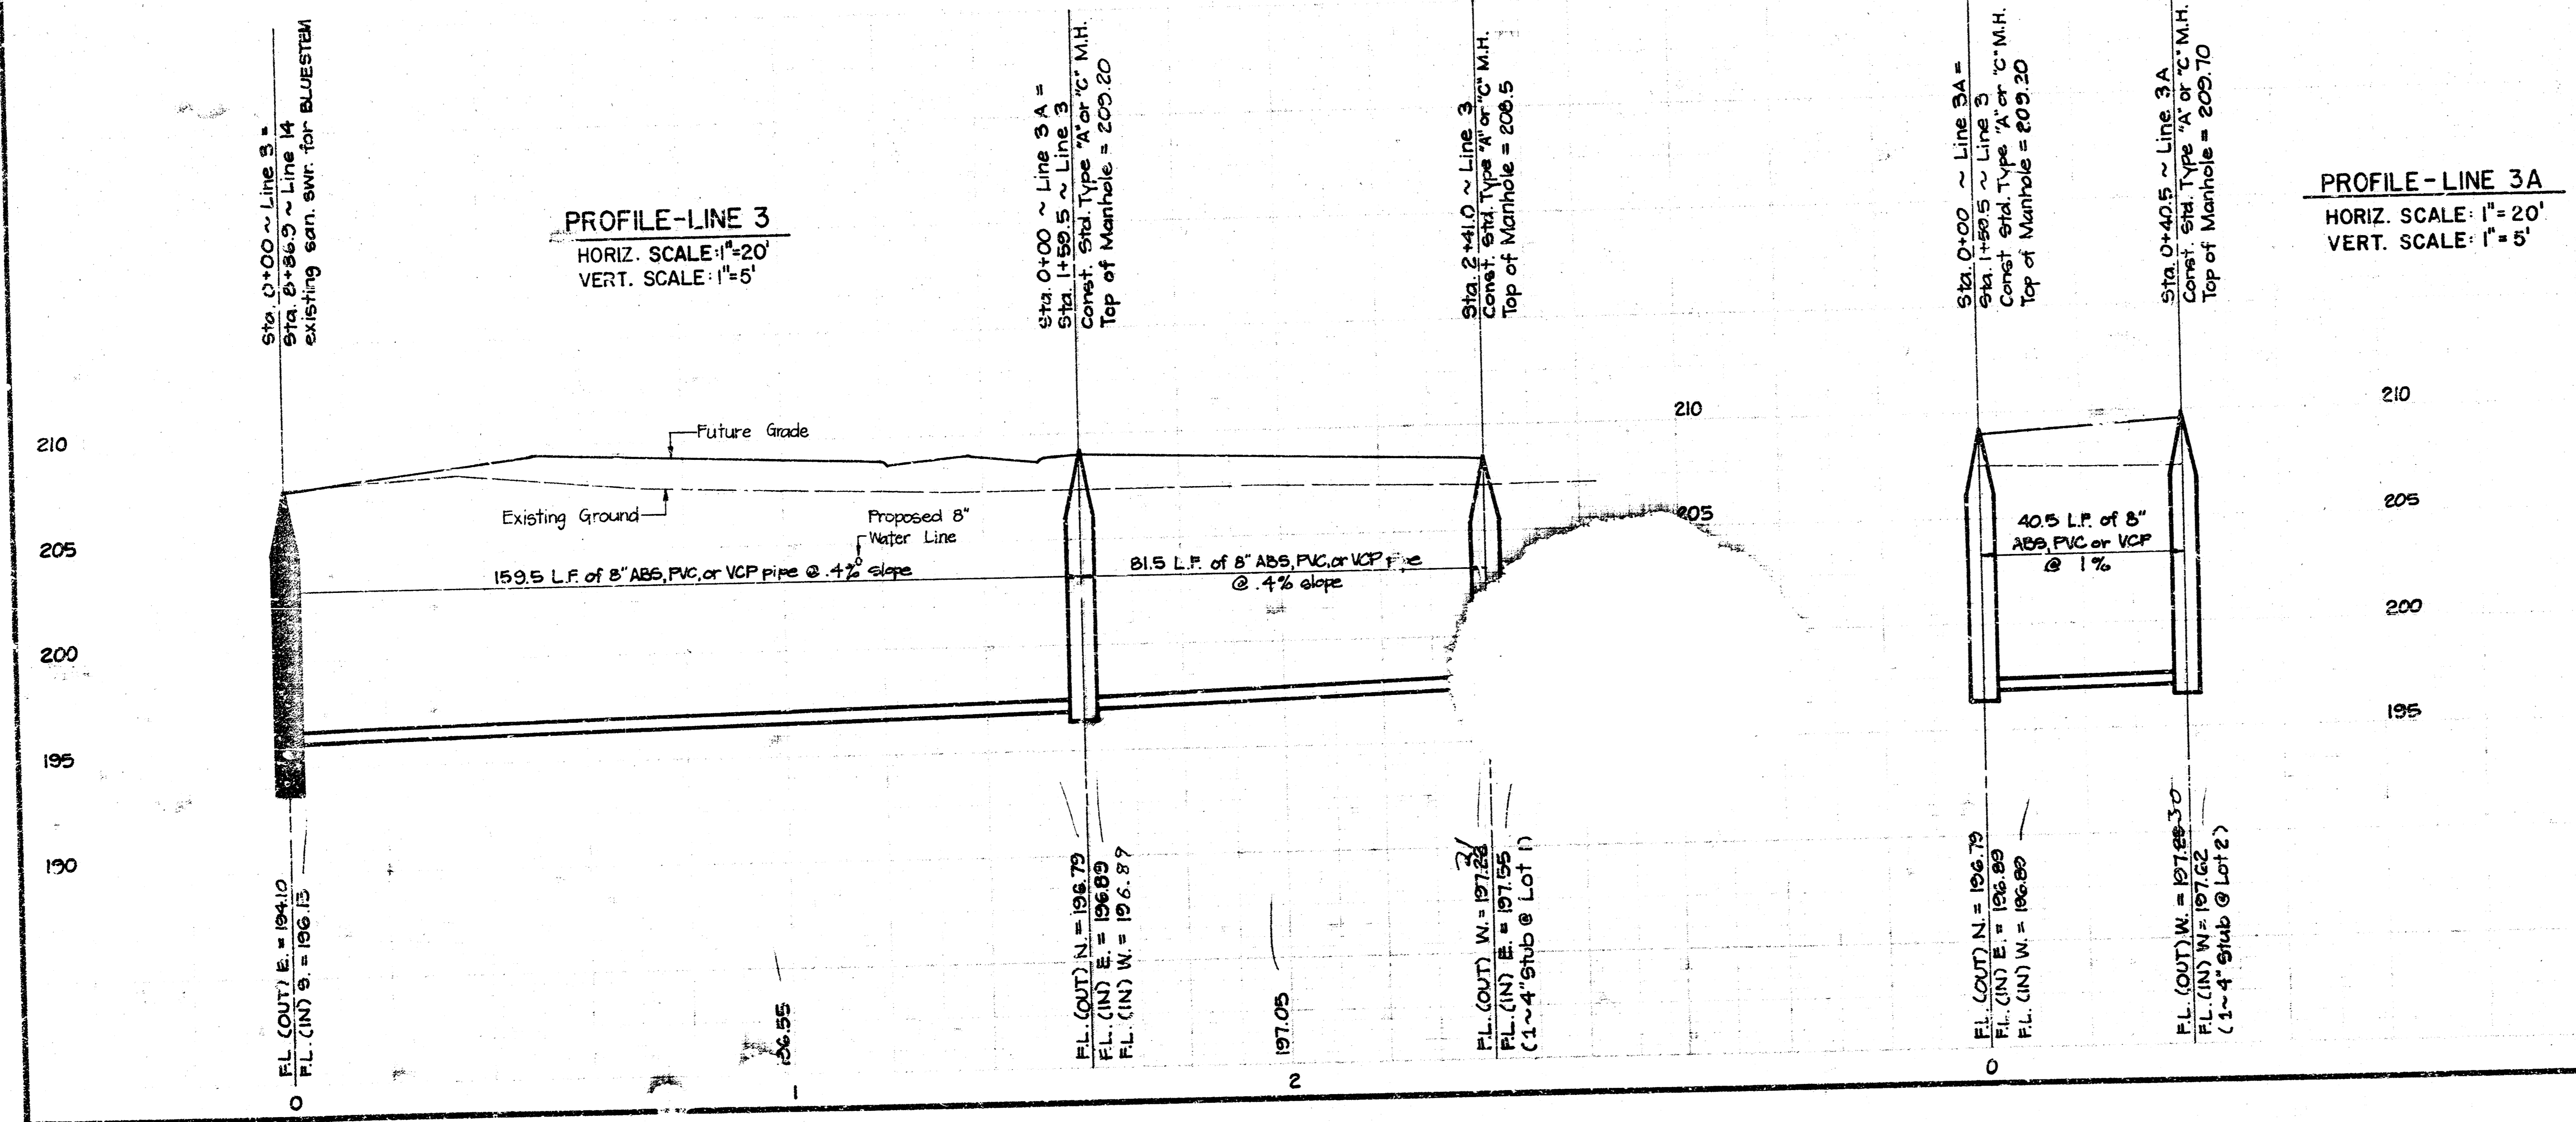 Sta. 0+00 ~ Line 3 =
Sta. 8+86.9 ~ Line 14
existing san. swr. for BLUESTEM
PROFILE-LINE 3
HORIZ. SCALE: 1"=20'
VERT. SCALE: 1"=5'
Sta. 0+00 ~ Line 3A =
Sta. 1+59.5 ~ Line 3
Const. Std. Type "A" or "C" M.H.
Top of Manhole = 209.20
Sta. 2+41.0 ~ Line 3
Const. Std. Type "A" or "C" M.H.
Top of Manhole = 208.5
Sta. 0+00 ~ Line 3A =
Sta. 1+59.5 ~ Line 3
Const Std. Type "A" or "C" M.H.
Top of Manhole = 209.20
Sta. 0+40.5 ~ Line 3A
Const. Std. Type "A" or "C" M.H.
Top of Manhole = 209.70
PROFILE-LINE 3A
HORIZ. SCALE: 1"=20'
VERT. SCALE: 1"=5'
210
205
200
195
190
Future Grade
Existing Ground
Proposed 8"
Water Line
159.5 L.F. of 8" ABS, PVC, or VCP pipe @ .4% slope
81.5 L.F. of 8" ABS, PVC, or VCP
@ .4% slope
210
205
40.5 L.F. of 8"
ABS, PVC or VCP
@ 1%
210
205
200
195
F.L. (OUT) E. = 194.10
F.L. (IN) S. = 196.15
196.55
F.L. (OUT) N. = 196.79
F.L. (IN) E. = 196.89
F.L. (IN) W. = 196.89
197.05
31
F.L. (OUT) W. = 197.22
F.L. (IN) E. = 197.55
(1~4" Stub @ Lot 1)
F.L. (OUT) N. = 196.79
F.L. (IN) E. = 196.89
F.L. (IN) W. = 196.89
F.L. (OUT) W. = 197.30
F.L. (IN) W = 197.62
(1~4" Stub @ Lot 2)
0
1
2
0